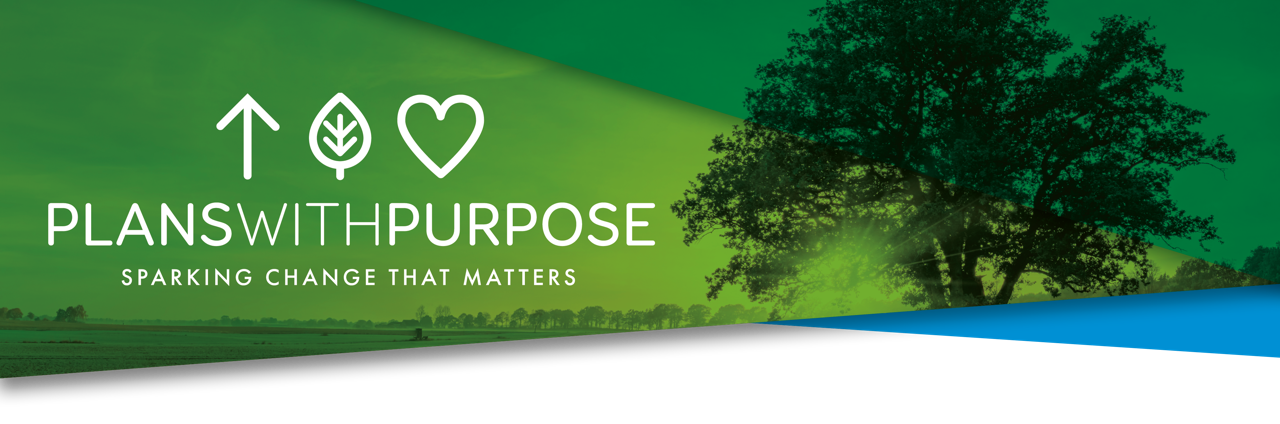 PLANSWITHPURPOSE
SPARKING CHANGE THAT MATTERS